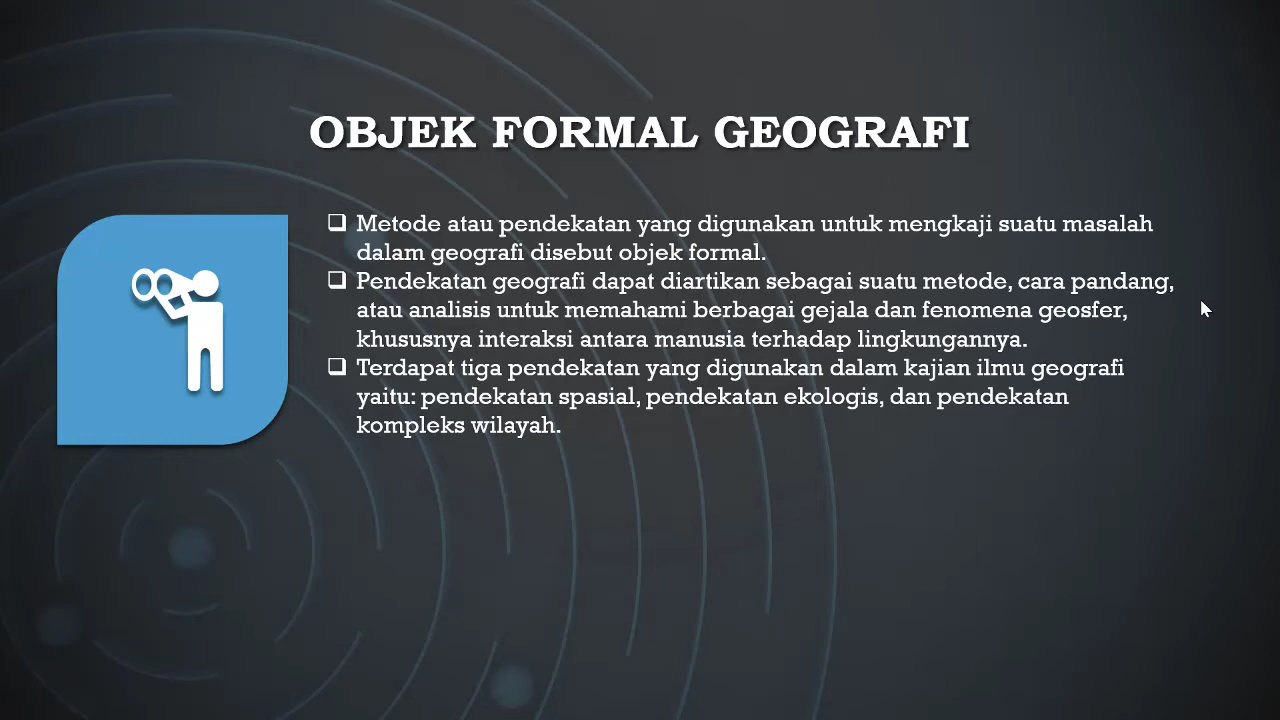 OBJEK FORMAL GEOGRAFI
❑ Metode atau pendekatan yang digunakan untuk mengkaji suatu masalah
dalam geografi disebut objek formal.
❑ Pendekatan geografi dapat diartikan sebagai suatu metode, cara pandang,
atau analisis untuk memahami berbagai gejala dan fenomena geosfer,
khususnya interaksi antara manusia terhadap lingkungannya.
❑ Terdapat tiga pendekatan yang digunakan dalam kajian ilmu geografi
yaitu: pendekatan spasial, pendekatan ekologis, dan pendekatan
kompleks wilayah.